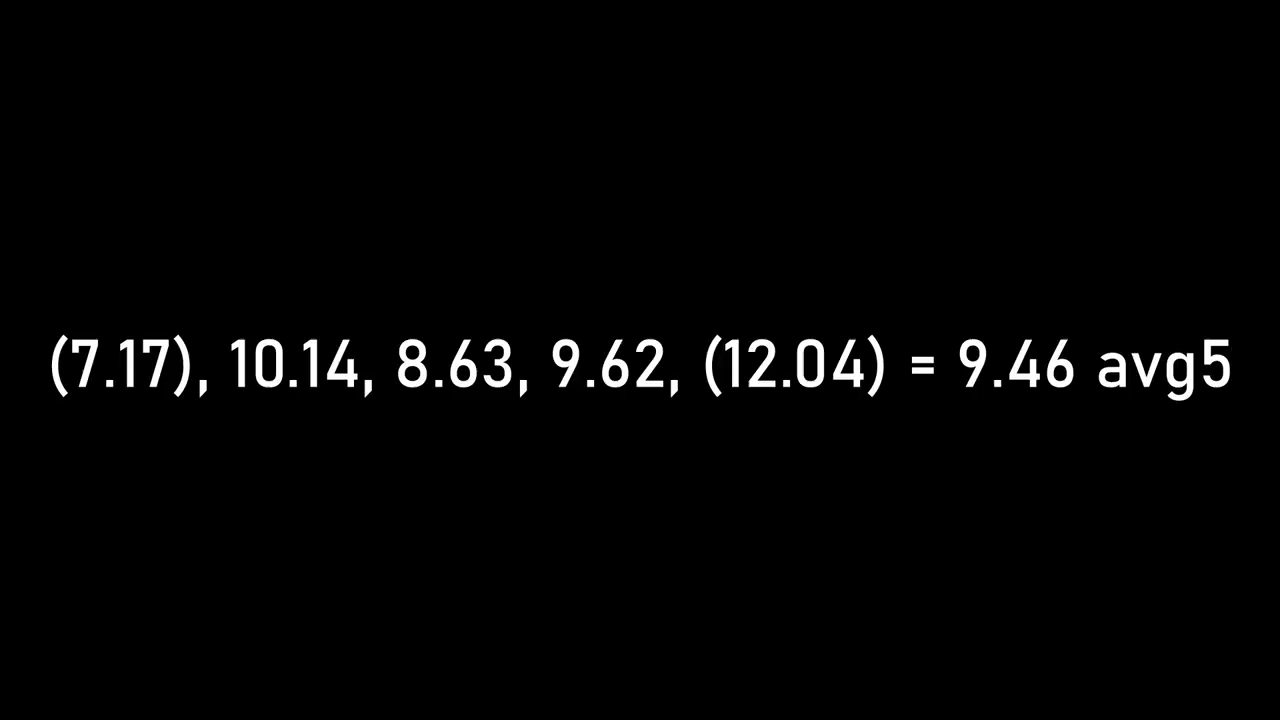 (7.17), 10.14, 8.63, 9.62, (12.04) = 9.46 avg5